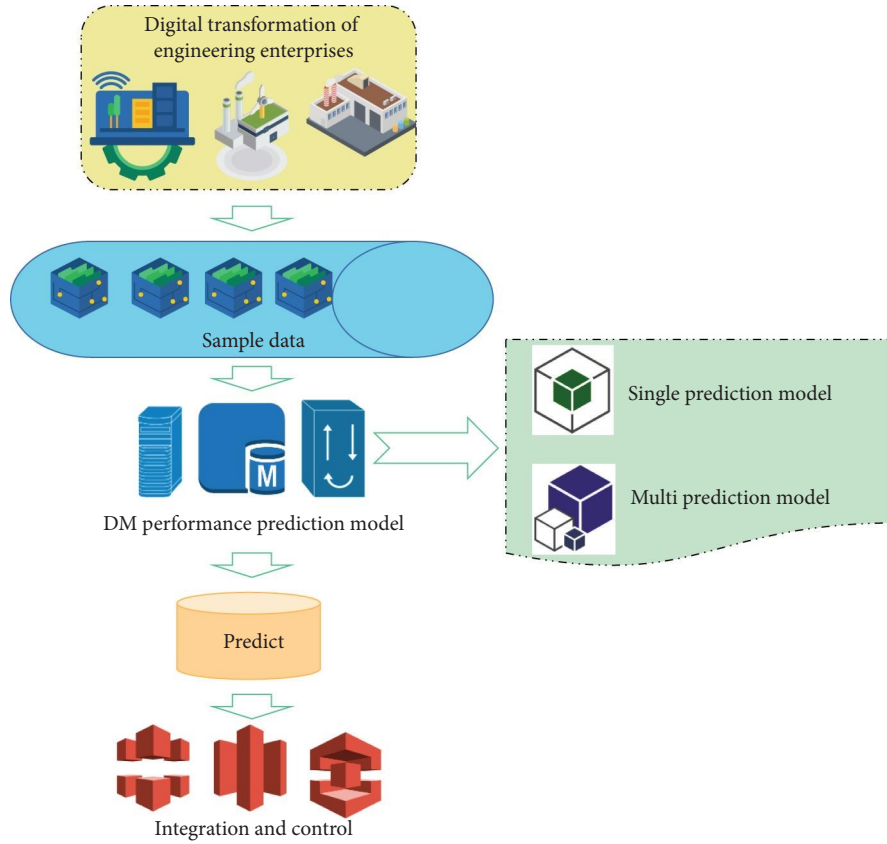 Digital transformation of
engineering enterprises
Sample data
Single prediction model
M
DM performance prediction model
Multi prediction model
Predict
Integration and control